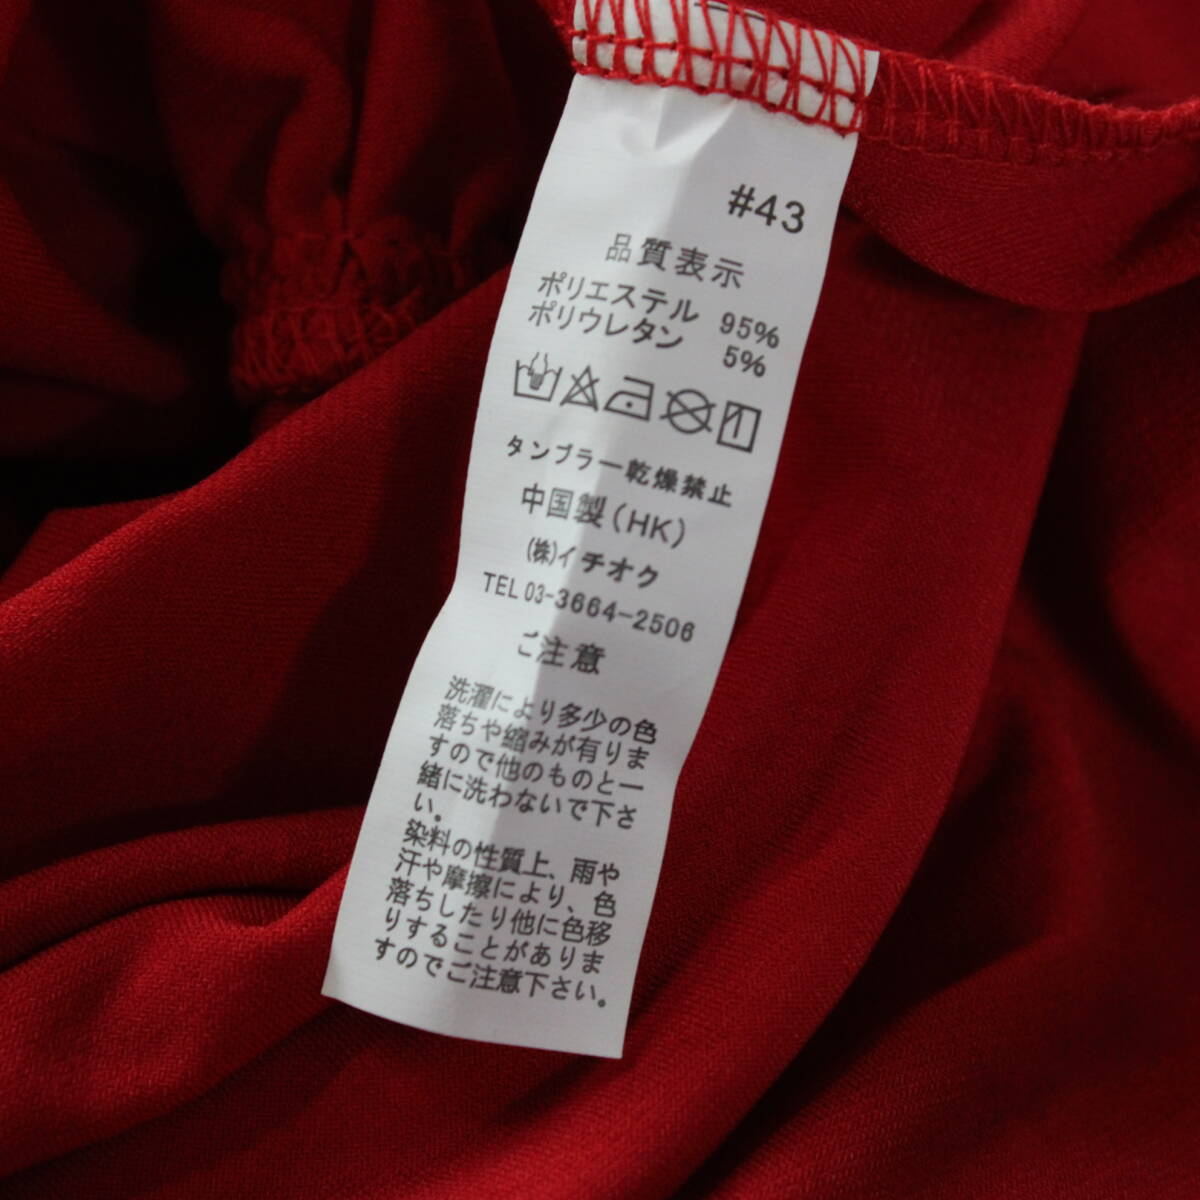 #43
品質表示
ポリエステル 95%
ポリウレタン 5%
タンブラー乾燥禁止
中国製(HK)
(株)イチオク
TEL 03-3664-2506
ご注意
洗濯により多少の色
落ちや縮みが有りま
すので他のものと一
緒に洗わないで下さ
い。
染料の性質上、雨や
汗や摩擦により、色
落ちしたり他に色移
りすることがありま
すのでご注意下さい。